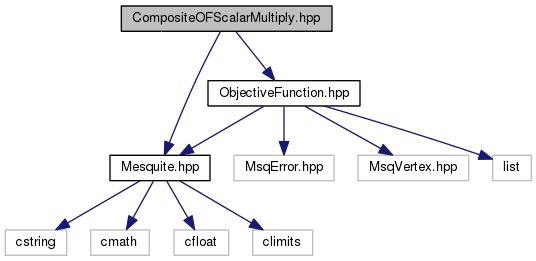 CompositeOFScalarMultiply.hpp
ObjectiveFunction.hpp
Mesquite.hpp
MsqError.hpp
MsqVertex.hpp
list
cstring
cmath
cfloat
climits